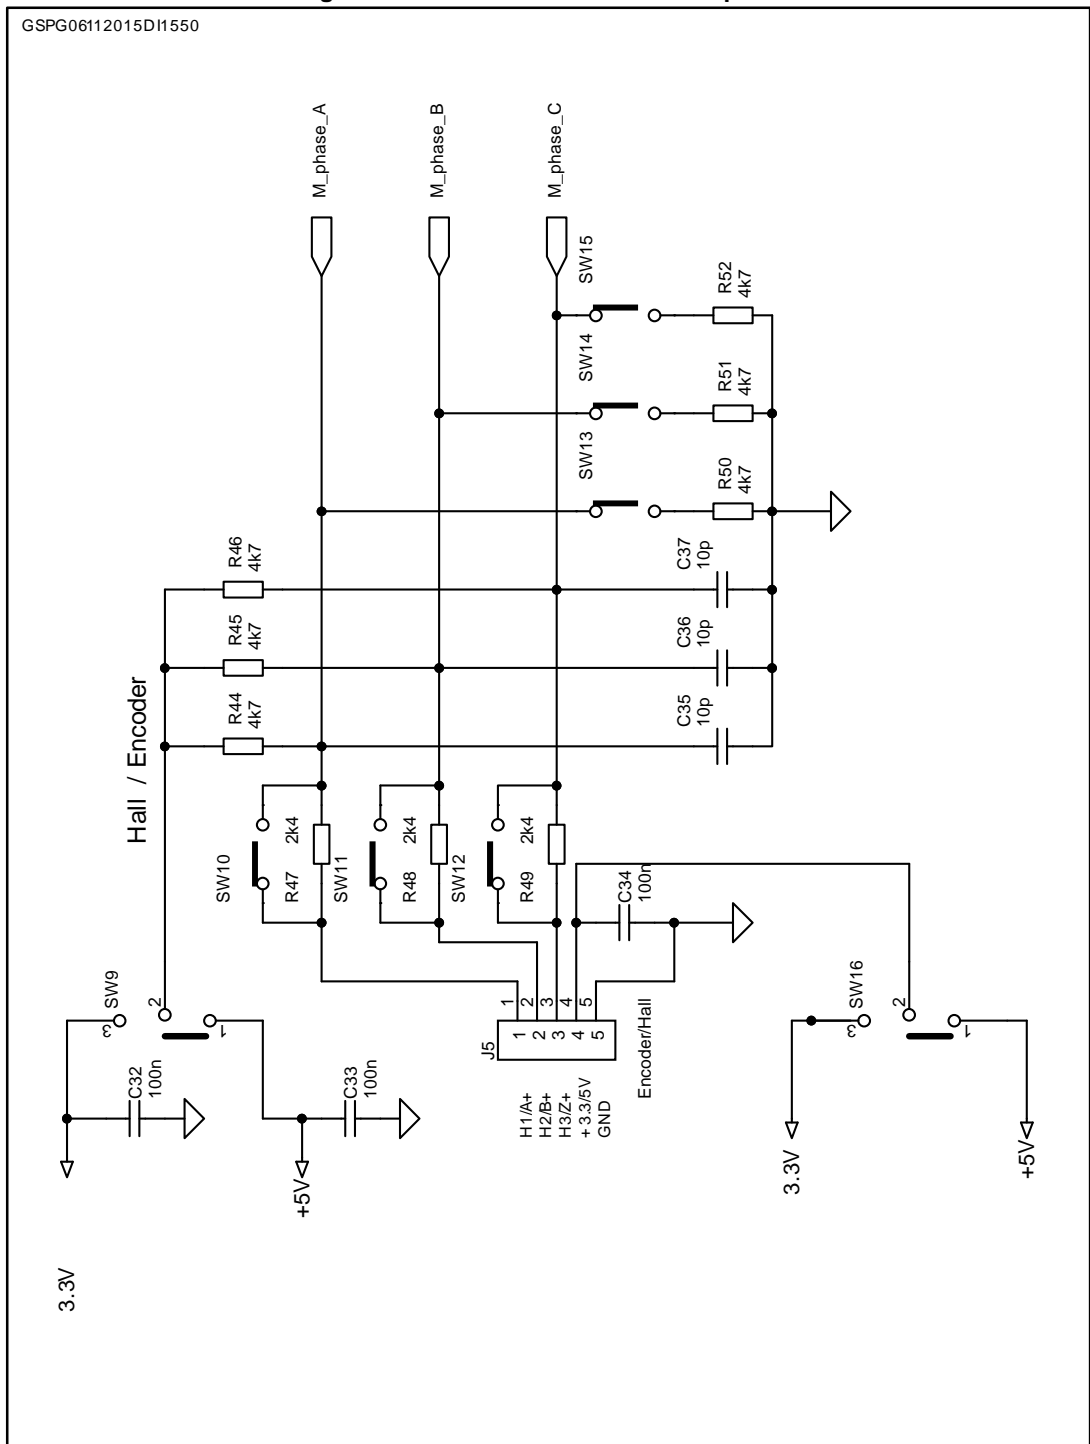 GSPG06112015DI1550
M_phase_A
M_phase_B
M_phase_C
SW15
SW14
SW13
R52
4k7
R51
4k7
R50
4k7
C37
10p
C36
10p
C35
10p
R46
4k7
R45
4k7
R44
4k7
Hall / Encoder
SW10
R47
2k4
SW11
R48
2k4
SW12
R49
2k4
C34
100n
SW9
3
2
1
C32
100n
C33
100n
3.3V
+5V
J5
1
2
3
4
5
1
2
3
4
5
H1/A+
H2/B+
H3/Z+
+3.3/5V
GND
Encoder/Hall
SW16
3
2
1
3.3V
+5V